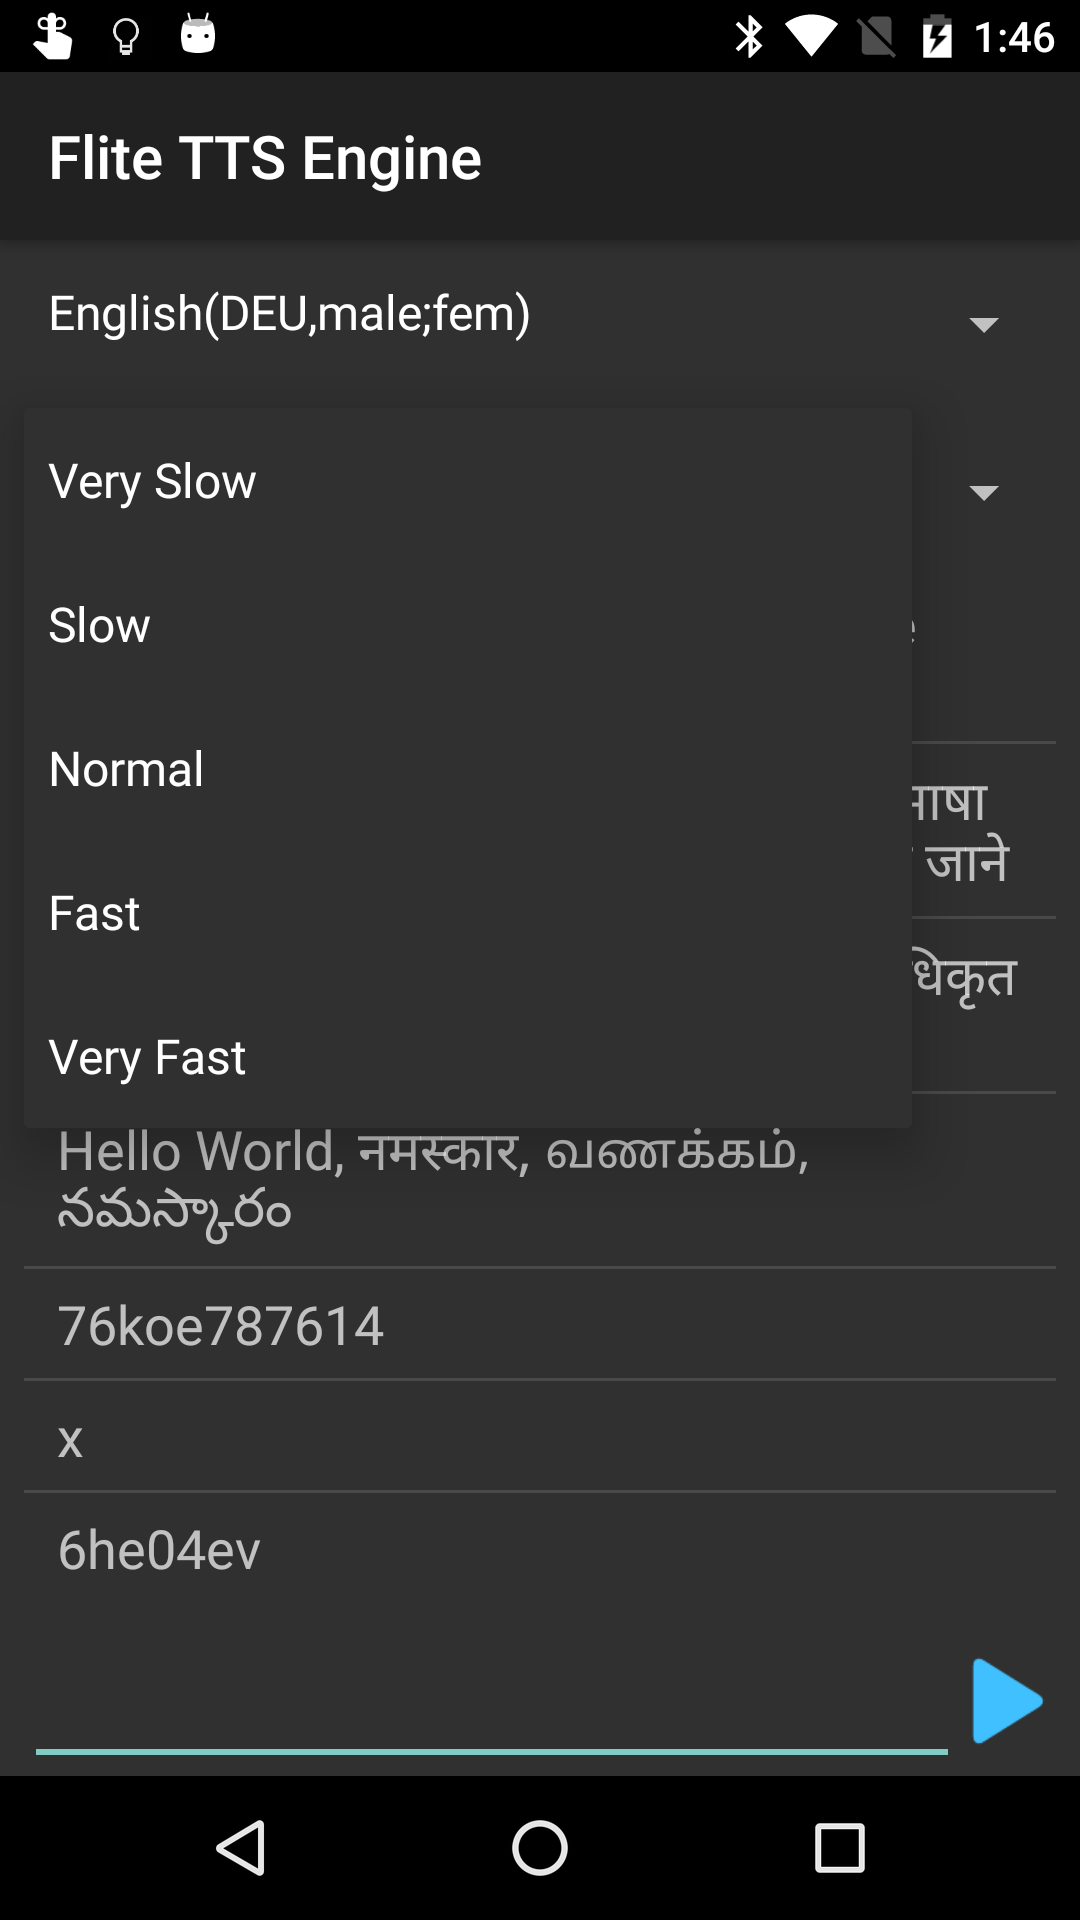 1:46
Flite TTS Engine
English(DEU,male;fem)
Very Slow
Slow
Normal
Fast
जाने
Very Fast
Hello World, नमस्कार, வணக்கம்,
నమస్కారం
76koe787614
x
6he04ev